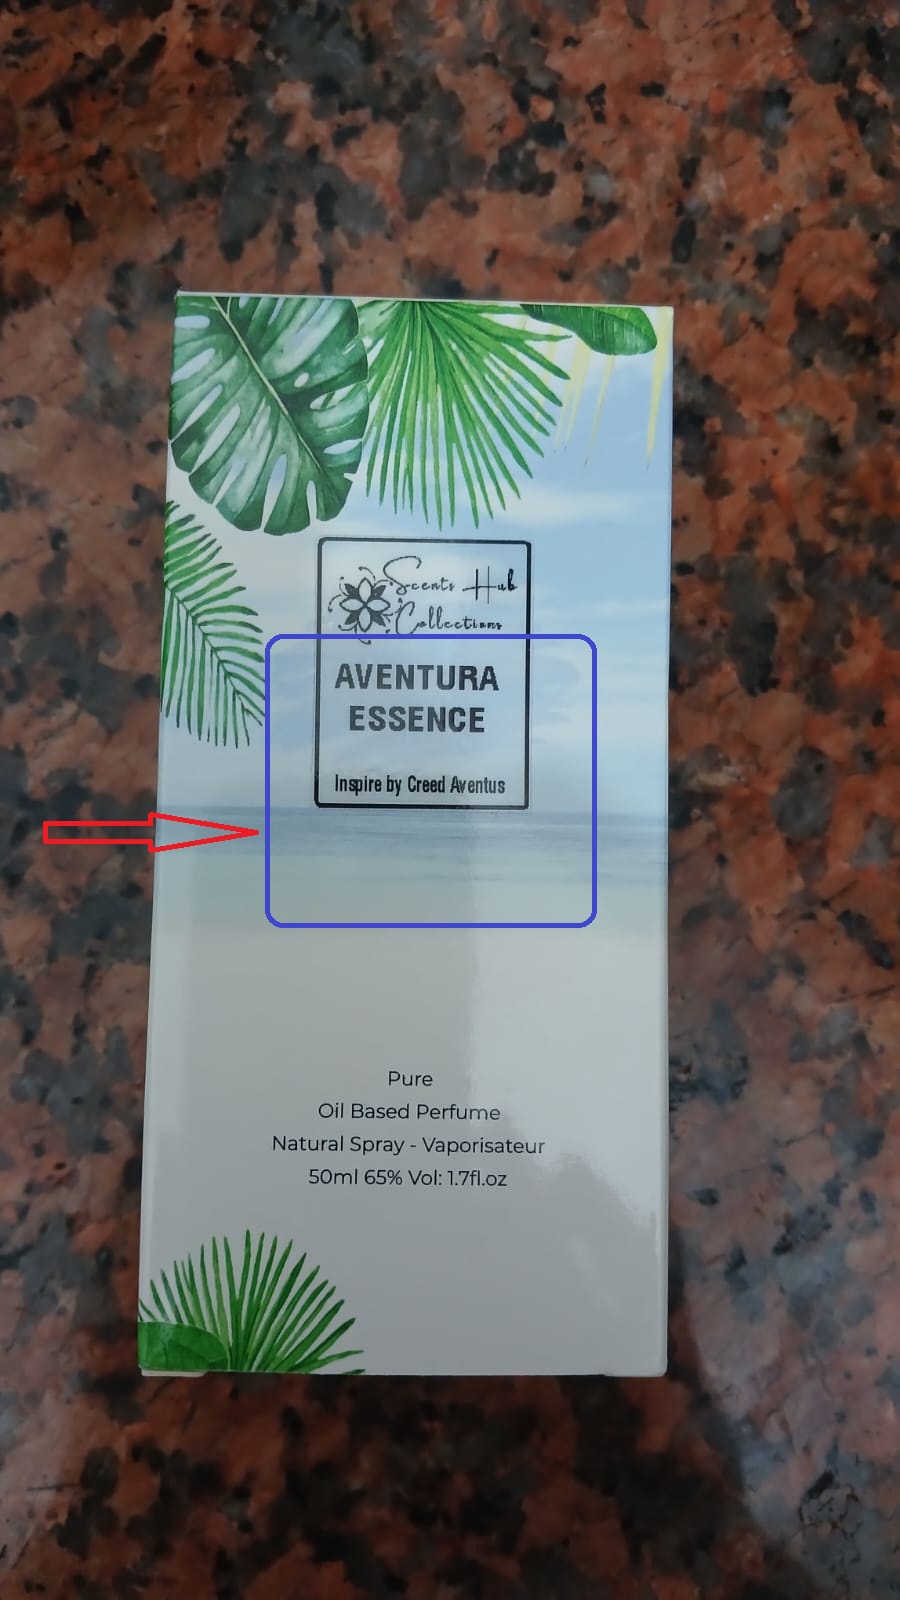 Scents Hub
Collections
AVENTURA
ESSENCE
Inspire by Creed Aventus
Pure
Oil Based Perfume
Natural Spray - Vaporisateur
50ml 65% Vol: 1.7fl.oz